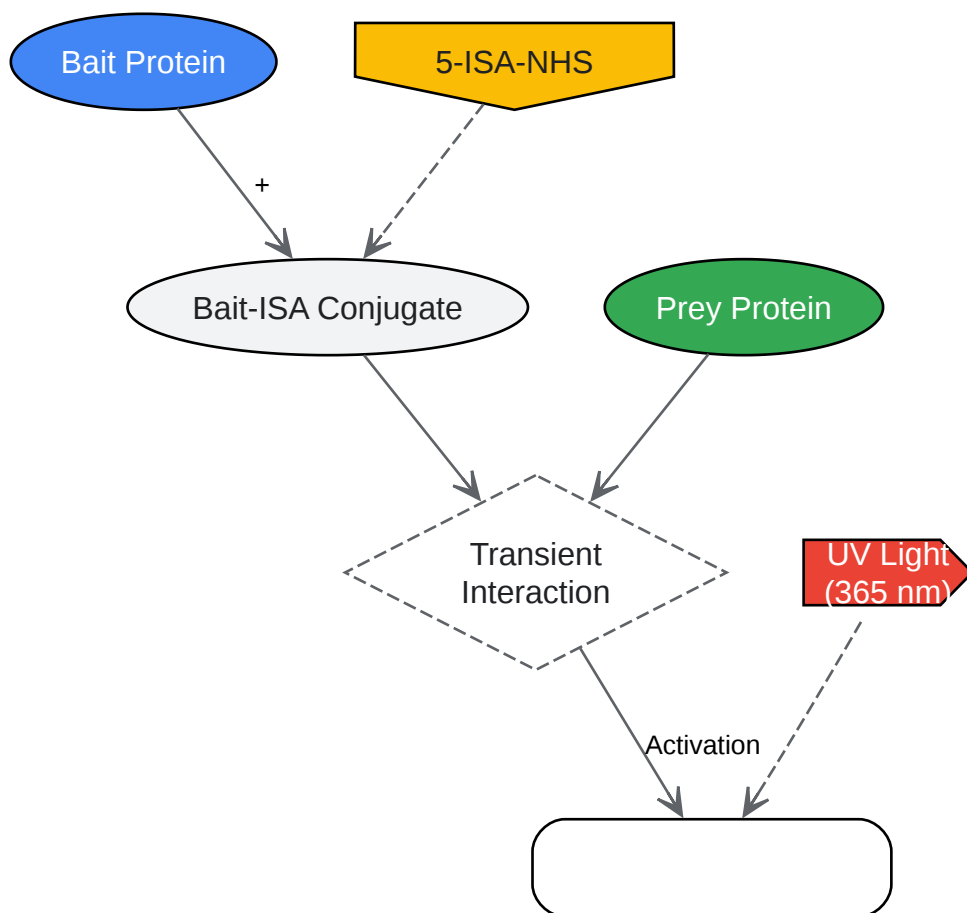 Bait Protein
5-ISA-NHS
+
Bait-ISA Conjugate
Prey Protein
Transient
Interaction
UV Light
(365 nm)
Activation